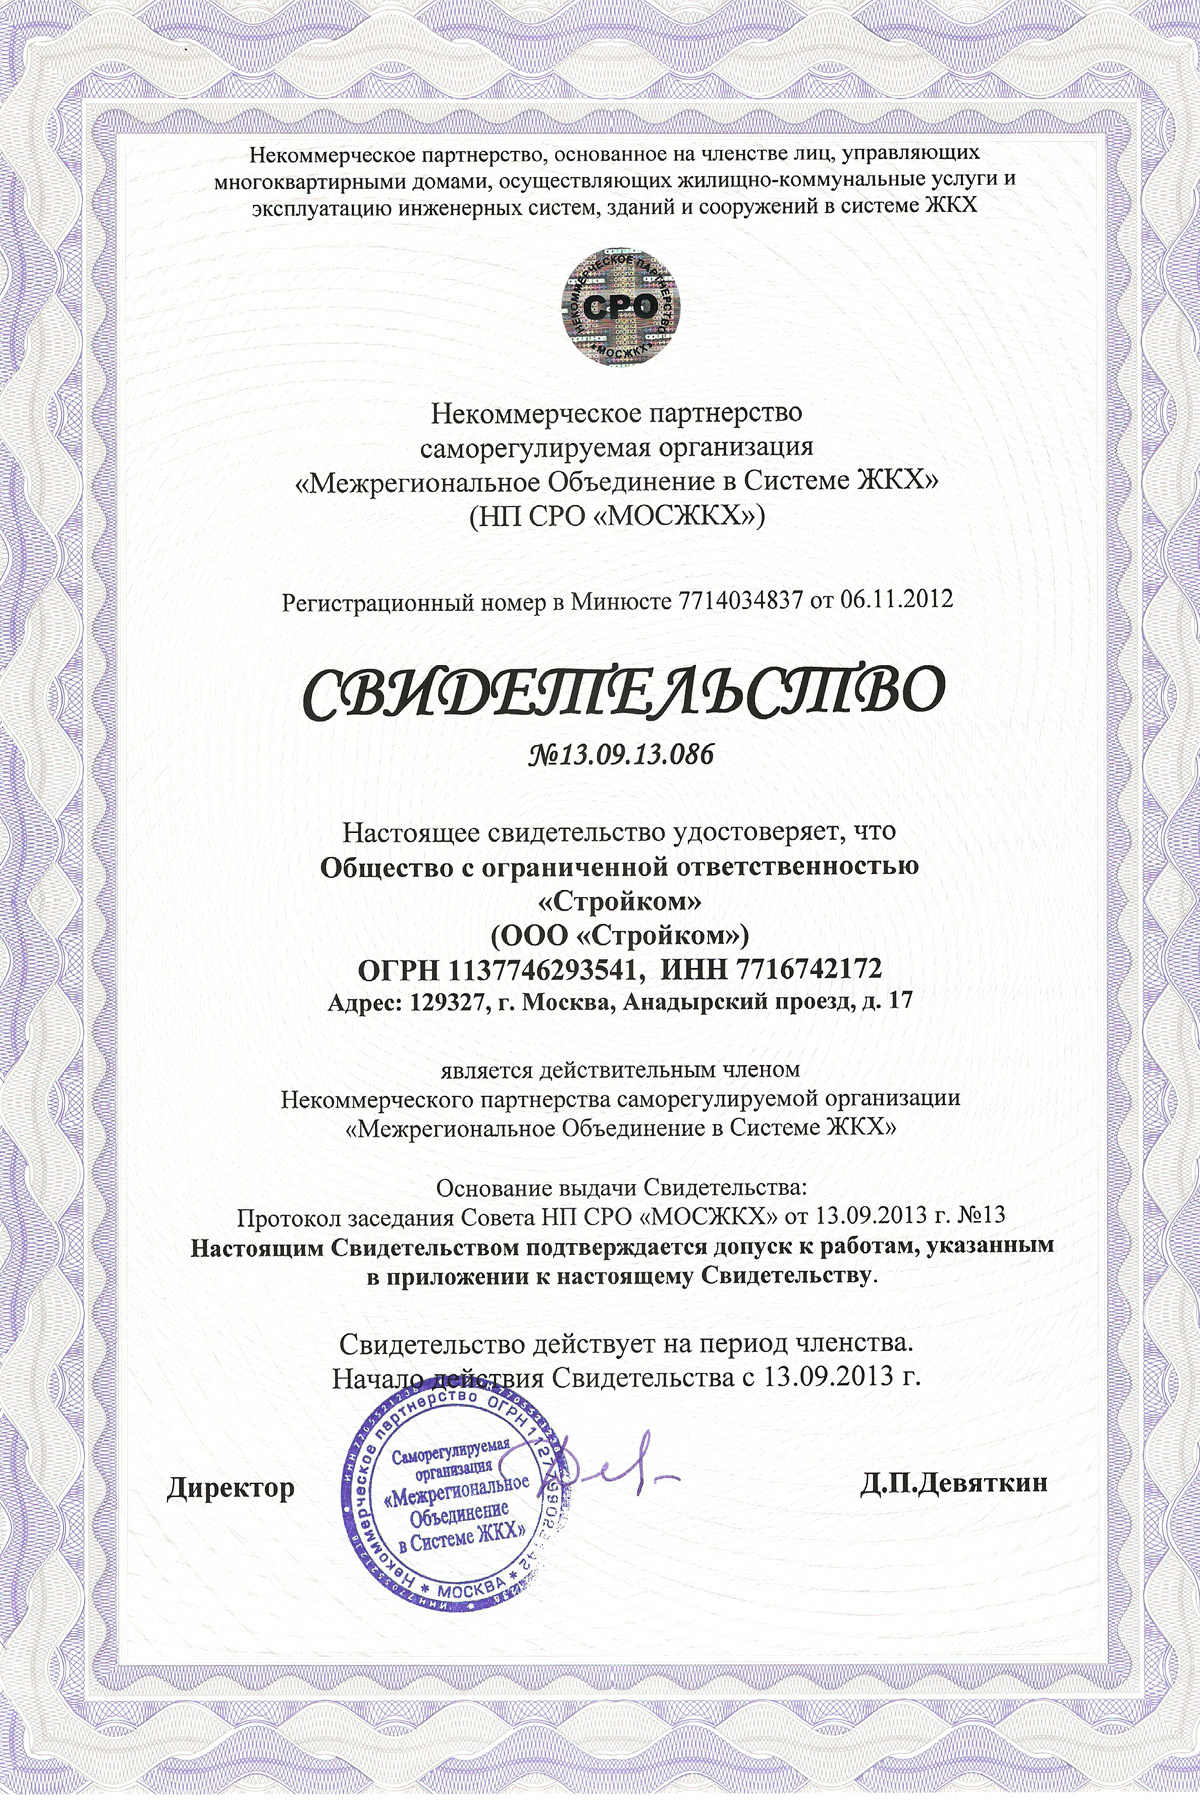 Некоммерческое партнерство, основанное на членстве лиц, управляющих
многоквартирными домами, осуществляющих жилищно-коммунальные услуги и
эксплуатацию инженерных систем, зданий и сооружений в системе ЖКХ
НЕКОММЕРЧЕСКОЕ ПАРТНЕРСТВО
СРО
«МОСЖКХ»
Некоммерческое партнерство
саморегулируемая организация
«Межрегиональное Объединение в Системе ЖКХ»
(НП СРО «МОСЖКХ»)
Регистрационный номер в Минюсте 7714034837 от 06.11.2012
СВИДЕТЕЛЬСТВО
№13.09.13.086
Настоящее свидетельство удостоверяет, что
Общество с ограниченной ответственностью
«Стройком»
(ООО «Стройком»)
ОГРН 1137746293541, ИНН 7716742172
Адрес: 129327, г. Москва, Анадырский проезд, д. 17
является действительным членом
Некоммерческого партнерства саморегулируемой организации
«Межрегиональное Объединение в Системе ЖКХ»
Основание выдачи Свидетельства:
Протокол заседания Совета НП СРО «МОСЖКХ» от 13.09.2013 г. №13
Настоящим Свидетельством подтверждается допуск к работам, указанным
в приложении к настоящему Свидетельству.
Свидетельство действует на период членства.
Начало действия Свидетельства с 13.09.2013 г.
Директор
Д.П.Девяткин
Некоммерческое партнерство ОГРН
* МОСКВА *
Саморегулируемая
организация
«Межрегиональное
Объединение
в Системе ЖКХ»